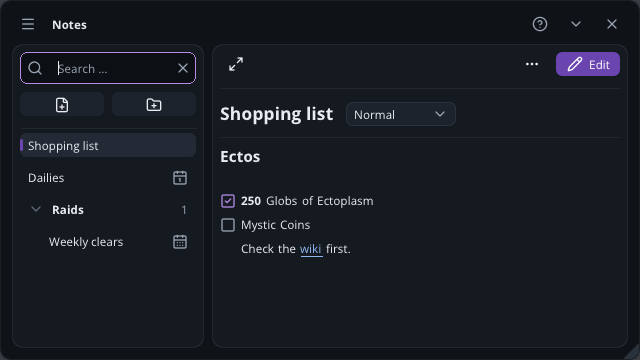 Notes
Search ...
Edit
Shopping list
Dailies
Raids 1
Weekly clears
Shopping list Normal
Ectos
250 Globs of Ectoplasm
Mystic Coins
Check the wiki first.